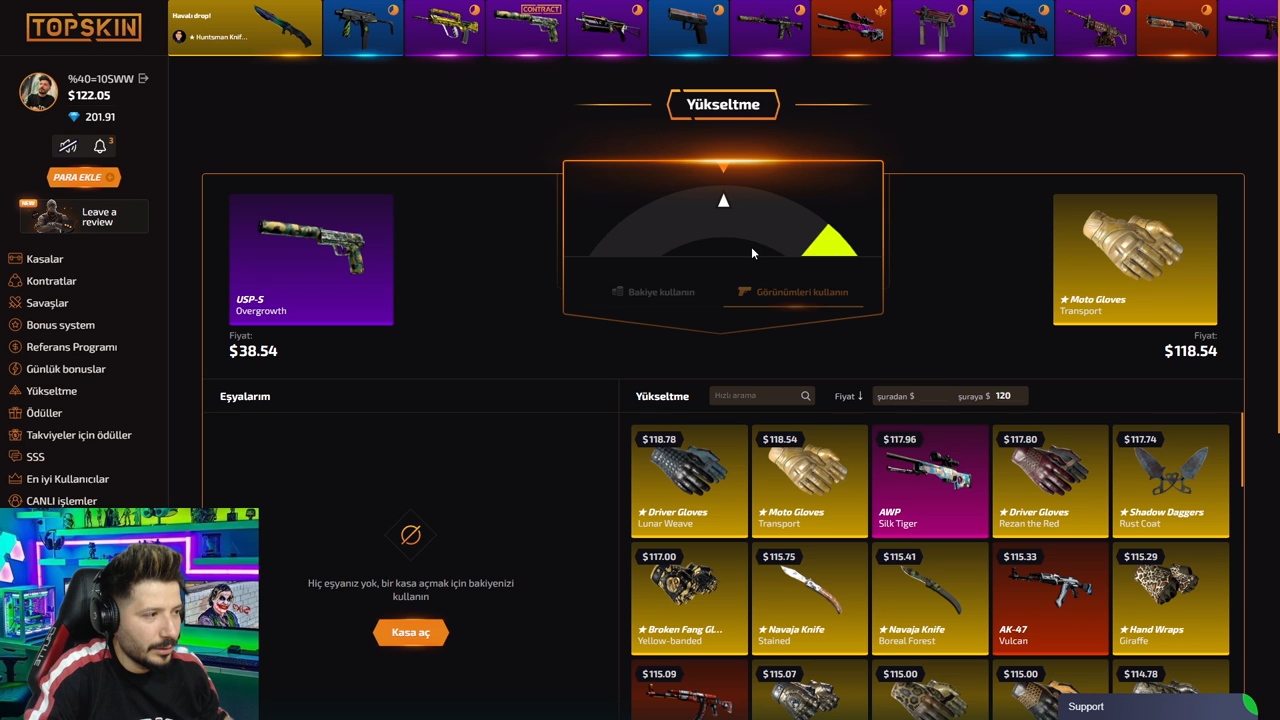 TOPSKIN
Havalı drop!
★ Huntsman Knif...
CONTRACT
%40=10SWW
$122.05
201.91
3
PARA EKLE
NEW
Leave a
review
Kasalar
Kontratlar
Savaşlar
Bonus system
Referans Programı
Günlük bonuslar
Yükseltme
Ödüller
Takviyeler için ödüller
SSS
En iyi Kullanıcılar
CANLI işlemler
Yükseltme
USP-S
Overgrowth
Fiyat:
$38.54
Bakiye kullanın
Görünümleri kullanın
★ Moto Gloves
Transport
Fiyat:
$118.54
Eşyalarım
Hiç eşyanız yok, bir kasa açmak için bakiyenizi
kullanın
Kasa aç
Yükseltme
Hızlı arama
Fiyat ↓
şuradan $
şuraya $ 120
$118.78
★ Driver Gloves
Lunar Weave
$118.54
★ Moto Gloves
Transport
$117.96
AWP
Silk Tiger
$117.80
★ Driver Gloves
Rezan the Red
$117.74
★ Shadow Daggers
Rust Coat
$117.00
★ Broken Fang Gl...
Yellow-banded
$115.75
★ Navaja Knife
Stained
$115.41
★ Navaja Knife
Boreal Forest
$115.33
AK-47
Vulcan
$115.29
★ Hand Wraps
Giraffe
$115.09
$115.07
$115.00
$115.00
$114.78
Support